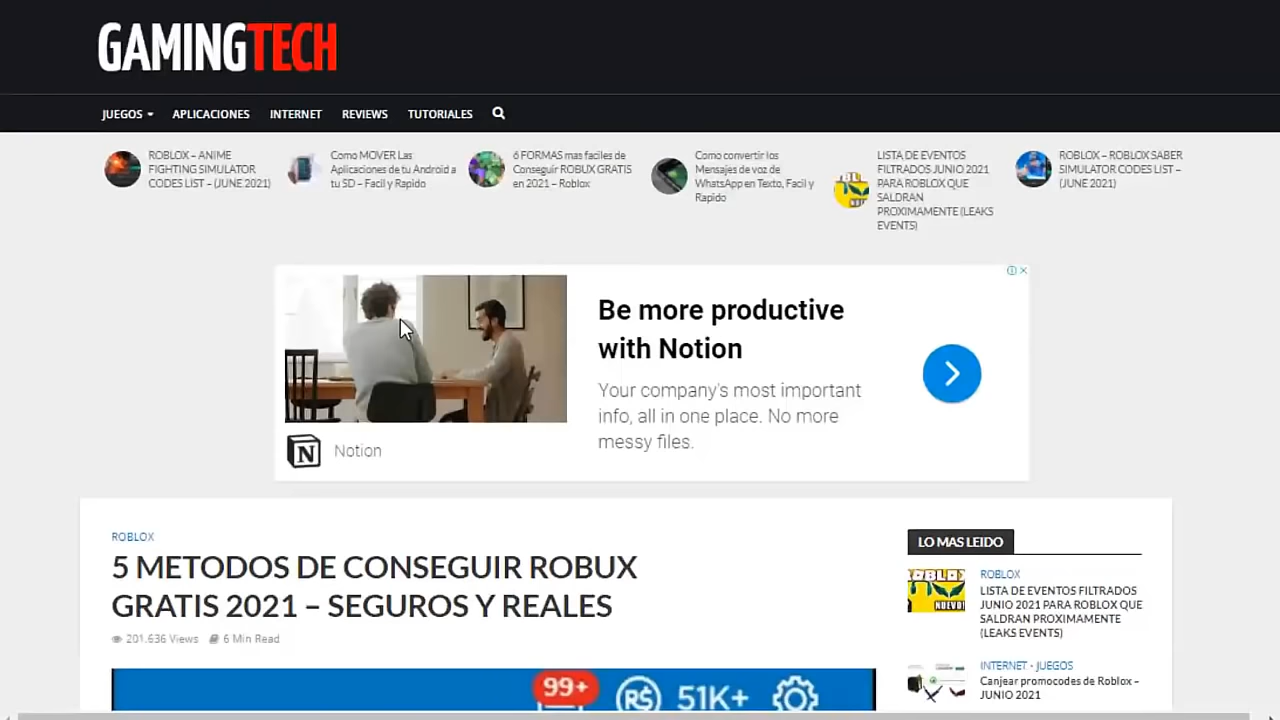 GAMINGTECH
JUEGOS
APLICACIONES
INTERNET
REVIEWS
TUTORIALES
ROBLOX – ANIME
FIGHTING SIMULATOR
CODES LIST – (JUNE 2021)
Como MOVER Las
Aplicaciones de tu Android a
tu SD – Facil y Rapido
6 FORMAS mas faciles de
Conseguir ROBUX GRATIS
en 2021 – Roblox
Como convertir los
Mensajes de voz de
WhatsApp en Texto, Facil y
Rapido
LISTA DE EVENTOS
FILTRADOS JUNIO 2021
PARA ROBLOX QUE
SALDRAN
PROXIMAMENTE (LEAKS
EVENTS)
ROBLOX – ROBLOX SABER
SIMULATOR CODES LIST –
(JUNE 2021)
Be more productive
with Notion
Your company's most important
info, all in one place. No more
messy files.
N
Notion
ROBLOX
5 METODOS DE CONSEGUIR ROBUX
GRATIS 2021 – SEGUROS Y REALES
201.636 Views
6 Min Read
99+
R$ 51K+
LO MAS LEIDO
ROBLOX
NUEVO!
ROBLOX
LISTA DE EVENTOS FILTRADOS
JUNIO 2021 PARA ROBLOX QUE
SALDRAN PROXIMAMENTE
(LEAKS EVENTS)
INTERNET • JUEGOS
Canjear promocodes de Roblox –
JUNIO 2021